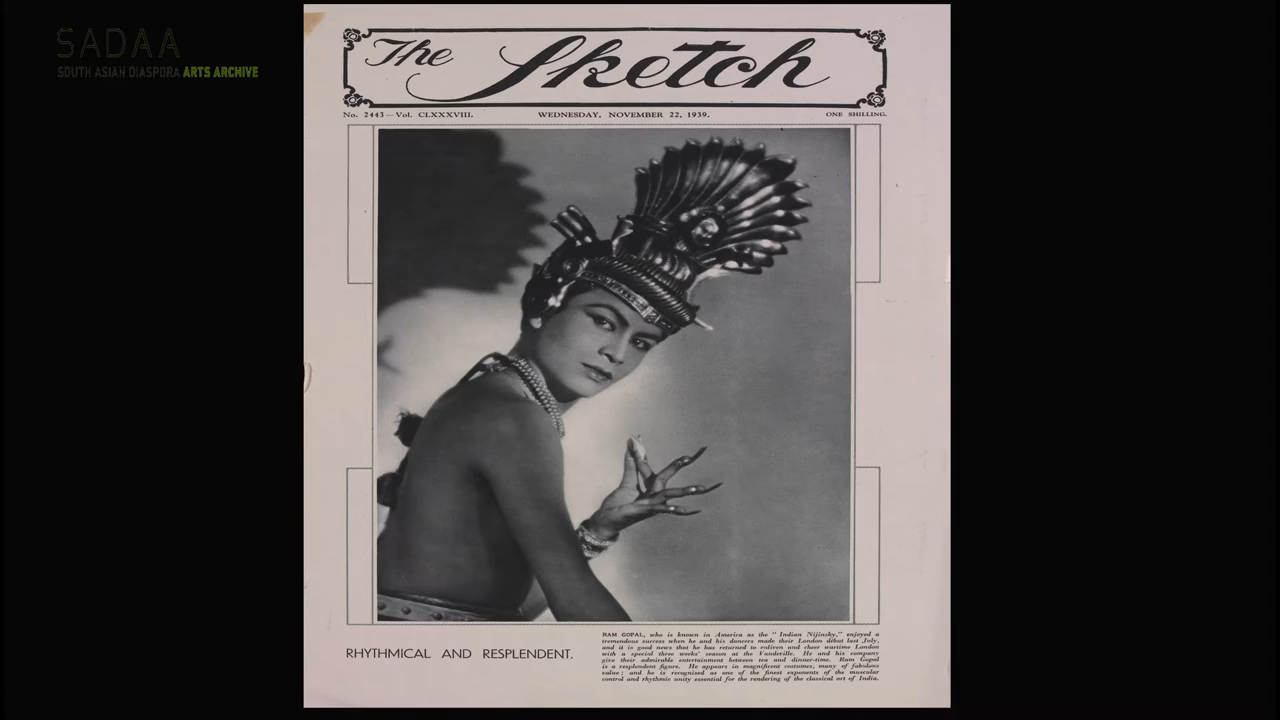 SADAA
SOUTH ASIAN DIASPORA ARTS ARCHIVE
The Sketch
No. 2443 — Vol. CLXXXVIII.
WEDNESDAY, NOVEMBER 22, 1939.
ONE SHILLING.
RHYTHMICAL AND RESPLENDENT.
RAM GOPAL, who is known in America as the "Indian Nijinsky," enjoyed a
tremendous success when he and his dancers made their London début last July,
and it is good news that he has returned to enliven and cheer wartime London
with a special three weeks' season at the Vaudeville. He and his company
give their admirable entertainment between tea and dinner-time. Ram Gopal
is a resplendent figure. He appears in magnificent costumes, many of fabulous
value; and he is recognised as one of the finest exponents of the muscular
control and rhythmic unity essential for the rendering of the classical art of India.